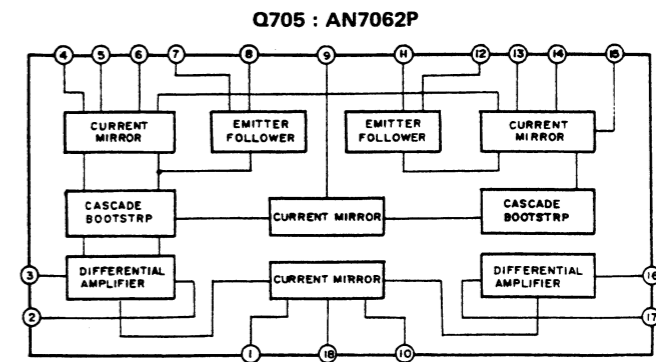 Q705 : AN7062P
4 5 6 7 8 9 11 12 13 14 15
CURRENT
MIRROR
EMITTER
FOLLOWER
EMITTER
FOLLOWER
CURRENT
MIRROR
CASCADE
BOOTSTRP
CURRENT MIRROR
CASCADE
BOOTSTRP
3
DIFFERENTIAL
AMPLIFIER
CURRENT MIRROR
DIFFERENTIAL
AMPLIFIER
16
2
17
1 18 10